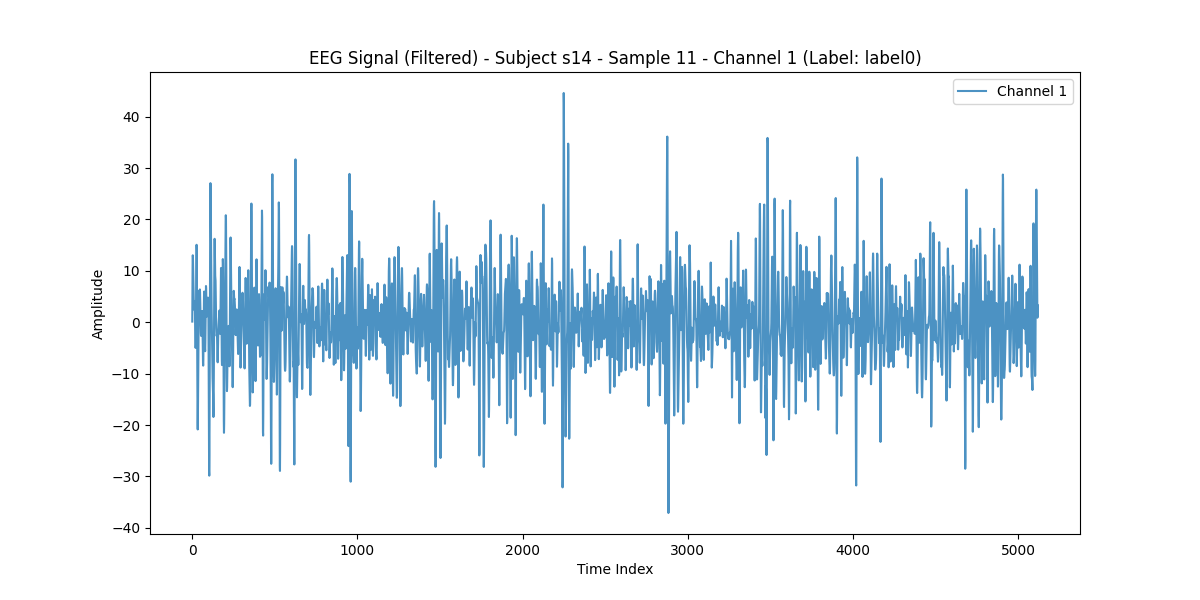 EEG Signal (Filtered) - Subject s14 - Sample 11 - Channel 1 (Label: label0)
Channel 1
Amplitude
40
30
20
10
0
−10
−20
−30
−40
0 1000 2000 3000 4000 5000
Time Index